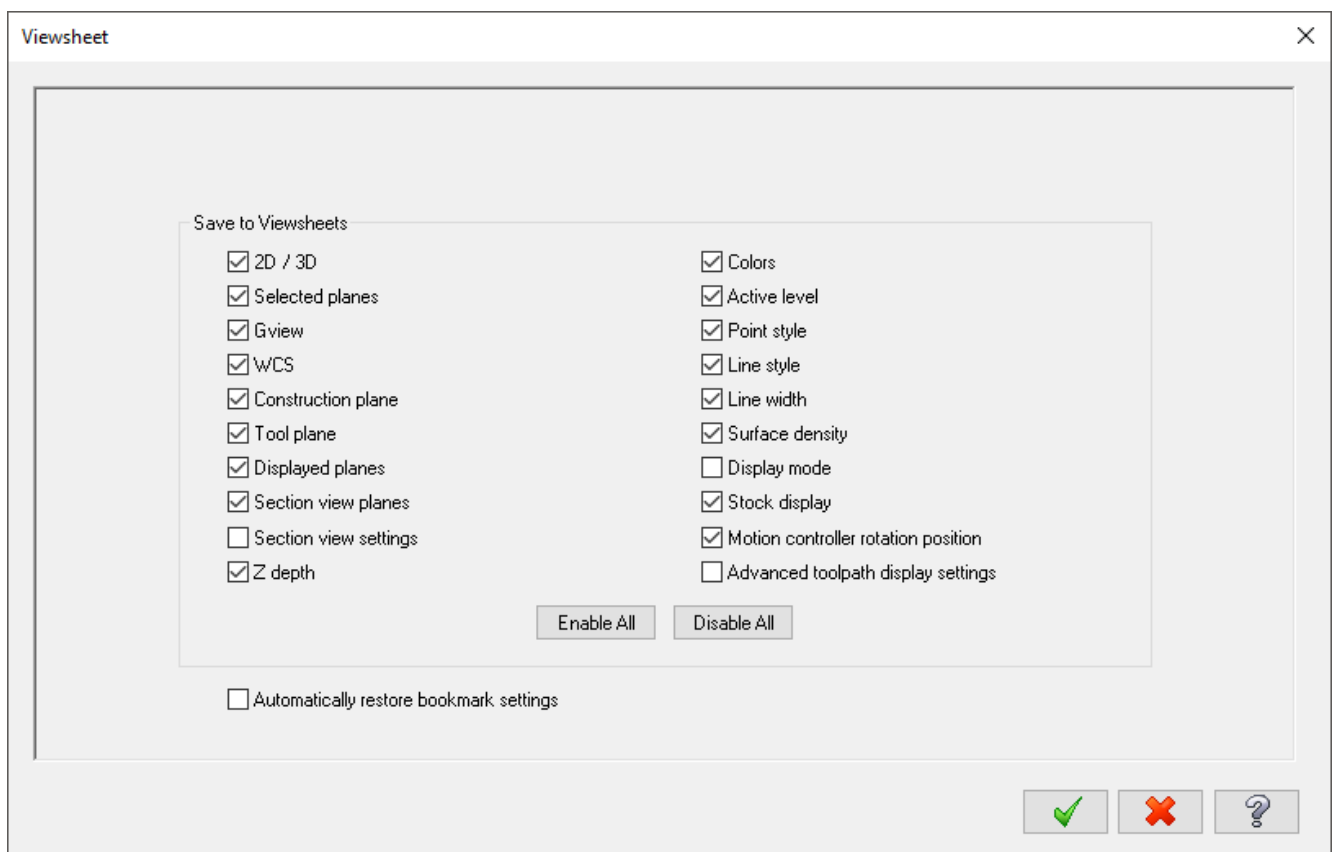 Viewsheet
Save to Viewsheets
2D / 3D
Selected planes
Gview
WCS
Construction plane
Tool plane
Displayed planes
Section view planes
Section view settings
Z depth
Colors
Active level
Point style
Line style
Line width
Surface density
Display mode
Stock display
Motion controller rotation position
Advanced toolpath display settings
Enable All
Disable All
Automatically restore bookmark settings